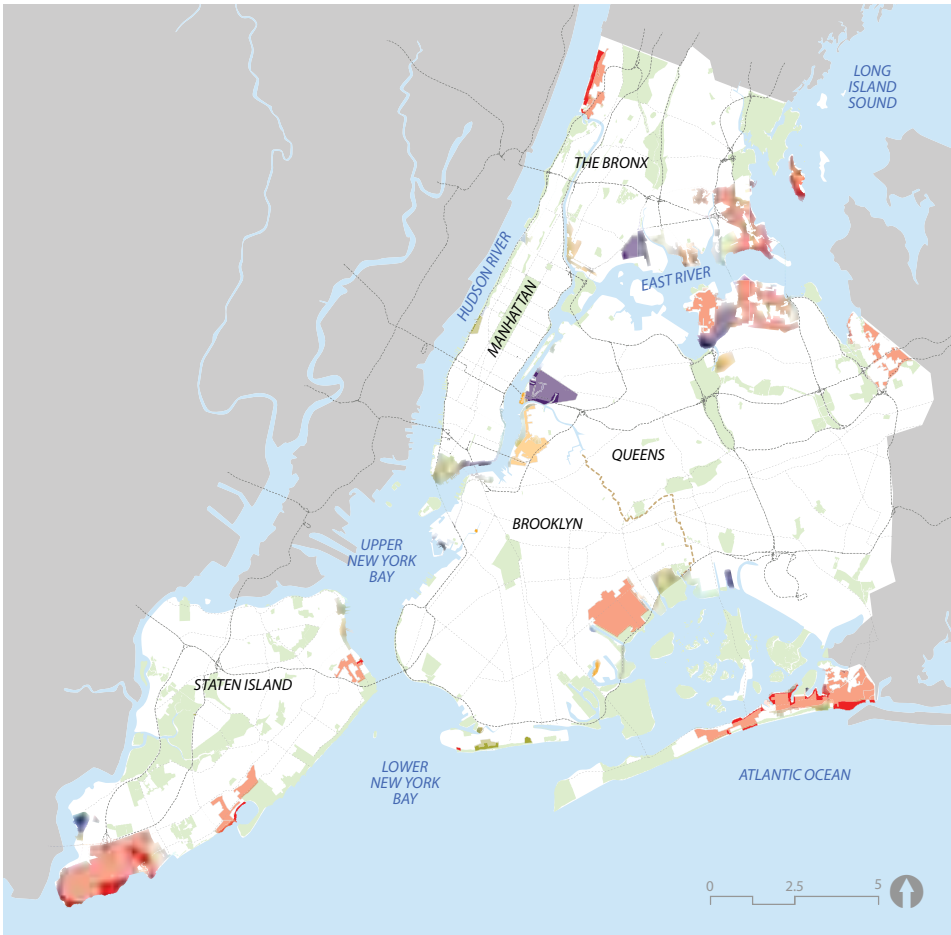 LONG
ISLAND
SOUND
THE BRONX
HUDSON RIVER
EAST RIVER
MANHATTAN
QUEENS
BROOKLYN
UPPER
NEW YORK
BAY
STATEN ISLAND
LOWER
NEW YORK
BAY
ATLANTIC OCEAN
0 2.5 5